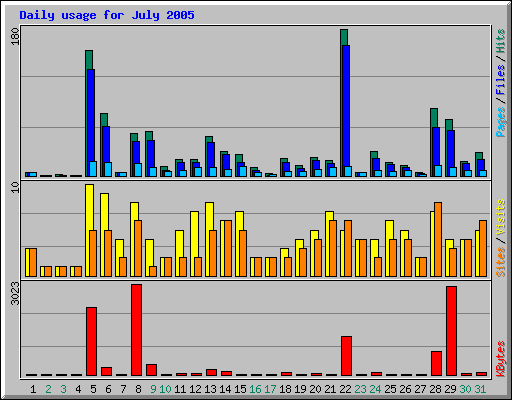 Daily usage for July 2005
180
Pages / Files / Hits
10
Sites / Visits
3023
KBytes
1 2 3 4 5 6 7 8 9 10 11 12 13 14 15 16 17 18 19 20 21 22 23 24 25 26 27 28 29 30 31